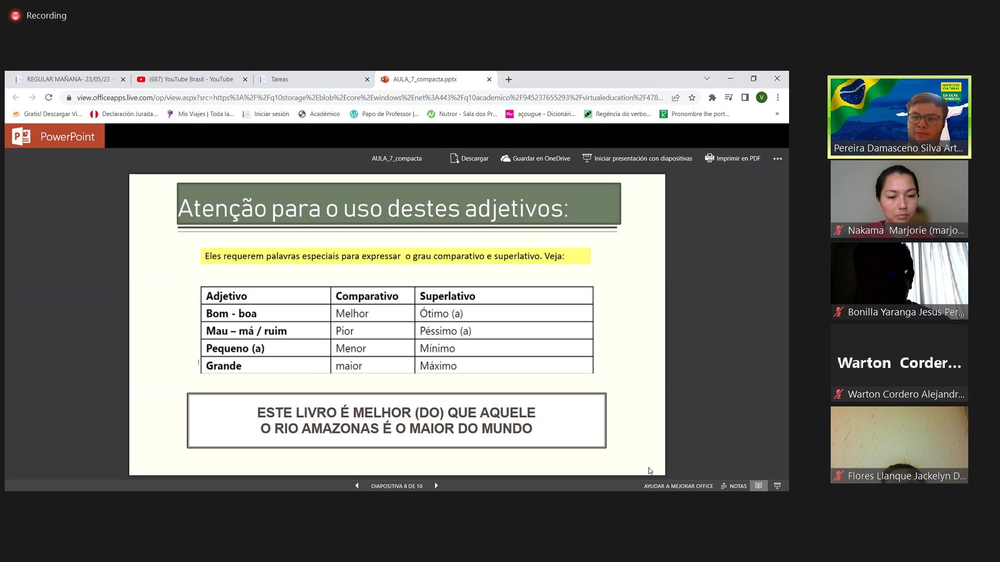 Recording
REGULAR MAÑANA- 23/05/23 -
(687) YouTube Brasil - YouTube
Tareas
AULA_7_compacta.pptx
view.officeapps.live.com/op/view.aspx?src=https%3A%2F%2Fq10storage%2Eblob%2Ecore%2Ewindows%2Enet%3A443%2Fq10academico%2F945237655293%2Fvirtualeducation%2F478...
V
Gratis! Descargar Vi...
Declaración Jurada...
Mis Viajes | Toda la...
Iniciar sesión
Académico
Papo de Professor |...
Nutror - Sala dos Pr...
açougue - Dicionári...
Regência do verbo...
Pronombre lhe port...
»
PowerPoint
AULA_7_compacta
Descargar
Guardar en OneDrive
Iniciar presentación con diapositivas
Imprimir en PDF
Atenção para o uso destes adjetivos:
Eles requerem palavras especiais para expressar o grau comparativo e superlativo. Veja:
Adjetivo Comparativo Superlativo
Bom - boa Melhor Ótimo (a)
Mau – má / ruim Pior Péssimo (a)
Pequeno (a) Menor Mínimo
Grande maior Máximo
ESTE LIVRO É MELHOR (DO) QUE AQUELE
O RIO AMAZONAS É O MAIOR DO MUNDO
DIAPOSITIVA 8 DE 10
AYUDAR A MEJORAR OFFICE
NOTAS
INSTITUTO
CULTURAL
DA SILVA
CORDEIRO
Pereira Damasceno Silva Art...
Nakama Marjorie (marjo...
Bonilla Yaranga Jesus Per...
Warton Corder...
Warton Cordero Alejandr...
Flores Llanque Jackelyn D...